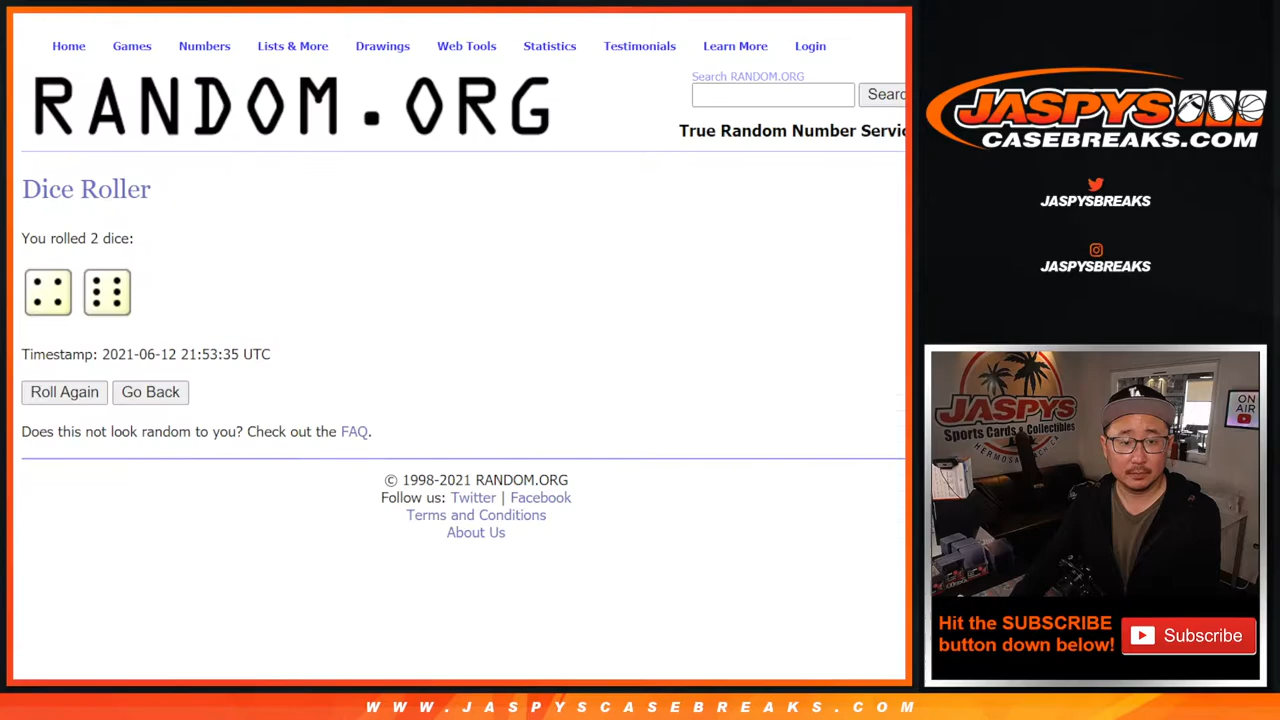 Home Games Numbers Lists & More Drawings Web Tools Statistics Testimonials Learn More Login
RANDOM.ORG
Search RANDOM.ORG
Searc
True Random Number Servic
Dice Roller
You rolled 2 dice:
Timestamp: 2021-06-12 21:53:35 UTC
Roll Again Go Back
Does this not look random to you? Check out the FAQ.
© 1998-2021 RANDOM.ORG
Follow us: Twitter | Facebook
Terms and Conditions
About Us
JASPYS
CASEBREAKS.COM
JASPYSBREAKS
JASPYSBREAKS
JASPYS
Sports Cards & Collectibles
HERMOSA BEACH CA
ON
AIR
Hit the SUBSCRIBE
button down below!
Subscribe
WWW.JASPYSCASEBREAKS.COM